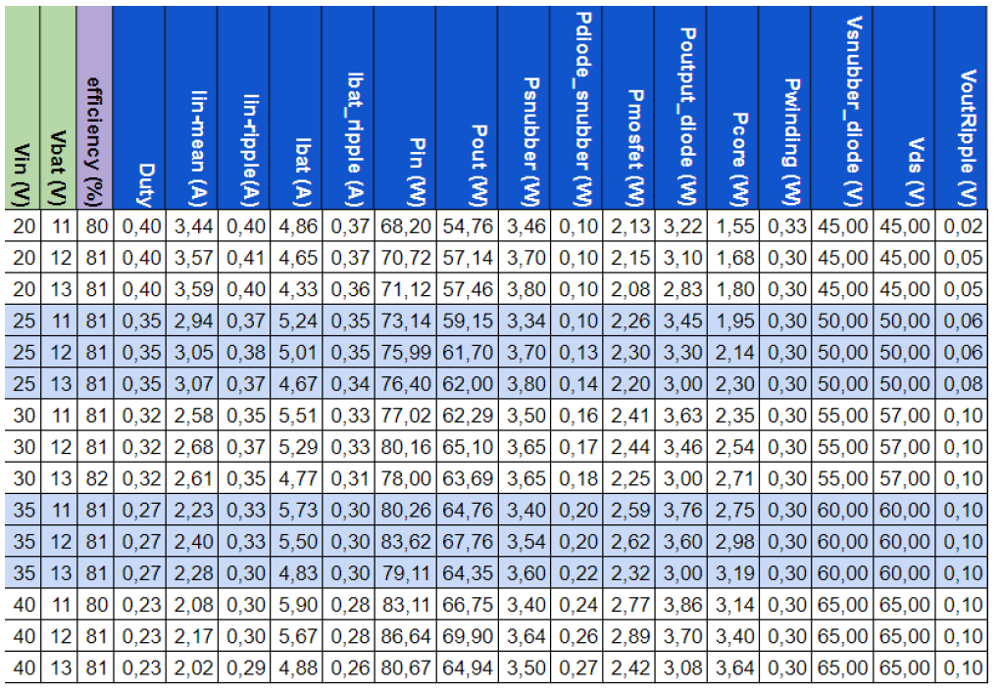 Vin (V) Vbat (V) efficiency (%) Duty Iin-mean (A) Iin-ripple(A) Ibat (A) Ibat_ripple (A) Pin (W) Pout (W) Psnubber (W) Pdiode_snubber (W) Pmosfet (W) Poutput_diode (W) Pcore (W) Pwinding (W) Vsnubber_diode (V) Vds (V) VoutRipple (V)
20 11 80 0,40 3,44 0,40 4,86 0,37 68,20 54,76 3,46 0,10 2,13 3,22 1,55 0,33 45,00 45,00 0,02
20 12 81 0,40 3,57 0,41 4,65 0,37 70,72 57,14 3,70 0,10 2,15 3,10 1,68 0,30 45,00 45,00 0,05
20 13 81 0,40 3,59 0,40 4,33 0,36 71,12 57,46 3,80 0,10 2,08 2,83 1,80 0,30 45,00 45,00 0,05
25 11 81 0,35 2,94 0,37 5,24 0,35 73,14 59,15 3,34 0,10 2,26 3,45 1,95 0,30 50,00 50,00 0,06
25 12 81 0,35 3,05 0,38 5,01 0,35 75,99 61,70 3,70 0,13 2,30 3,30 2,14 0,30 50,00 50,00 0,06
25 13 81 0,35 3,07 0,37 4,67 0,34 76,40 62,00 3,80 0,14 2,20 3,00 2,30 0,30 50,00 50,00 0,08
30 11 81 0,32 2,58 0,35 5,51 0,33 77,02 62,29 3,50 0,16 2,41 3,63 2,35 0,30 55,00 57,00 0,10
30 12 81 0,32 2,68 0,37 5,29 0,33 80,16 65,10 3,65 0,17 2,44 3,46 2,54 0,30 55,00 57,00 0,10
30 13 82 0,32 2,61 0,35 4,77 0,31 78,00 63,69 3,65 0,18 2,25 3,00 2,71 0,30 55,00 57,00 0,10
35 11 81 0,27 2,23 0,33 5,73 0,30 80,26 64,76 3,40 0,20 2,59 3,76 2,75 0,30 60,00 60,00 0,10
35 12 81 0,27 2,40 0,33 5,50 0,30 83,62 67,76 3,54 0,20 2,62 3,60 2,98 0,30 60,00 60,00 0,10
35 13 81 0,27 2,28 0,30 4,83 0,30 79,11 64,35 3,60 0,22 2,32 3,00 3,19 0,30 60,00 60,00 0,10
40 11 80 0,23 2,08 0,30 5,90 0,28 83,11 66,75 3,40 0,24 2,77 3,86 3,14 0,30 65,00 65,00 0,10
40 12 81 0,23 2,17 0,30 5,67 0,28 86,64 69,90 3,64 0,26 2,89 3,70 3,40 0,30 65,00 65,00 0,10
40 13 81 0,23 2,02 0,29 4,88 0,26 80,67 64,94 3,50 0,27 2,42 3,08 3,64 0,30 65,00 65,00 0,10